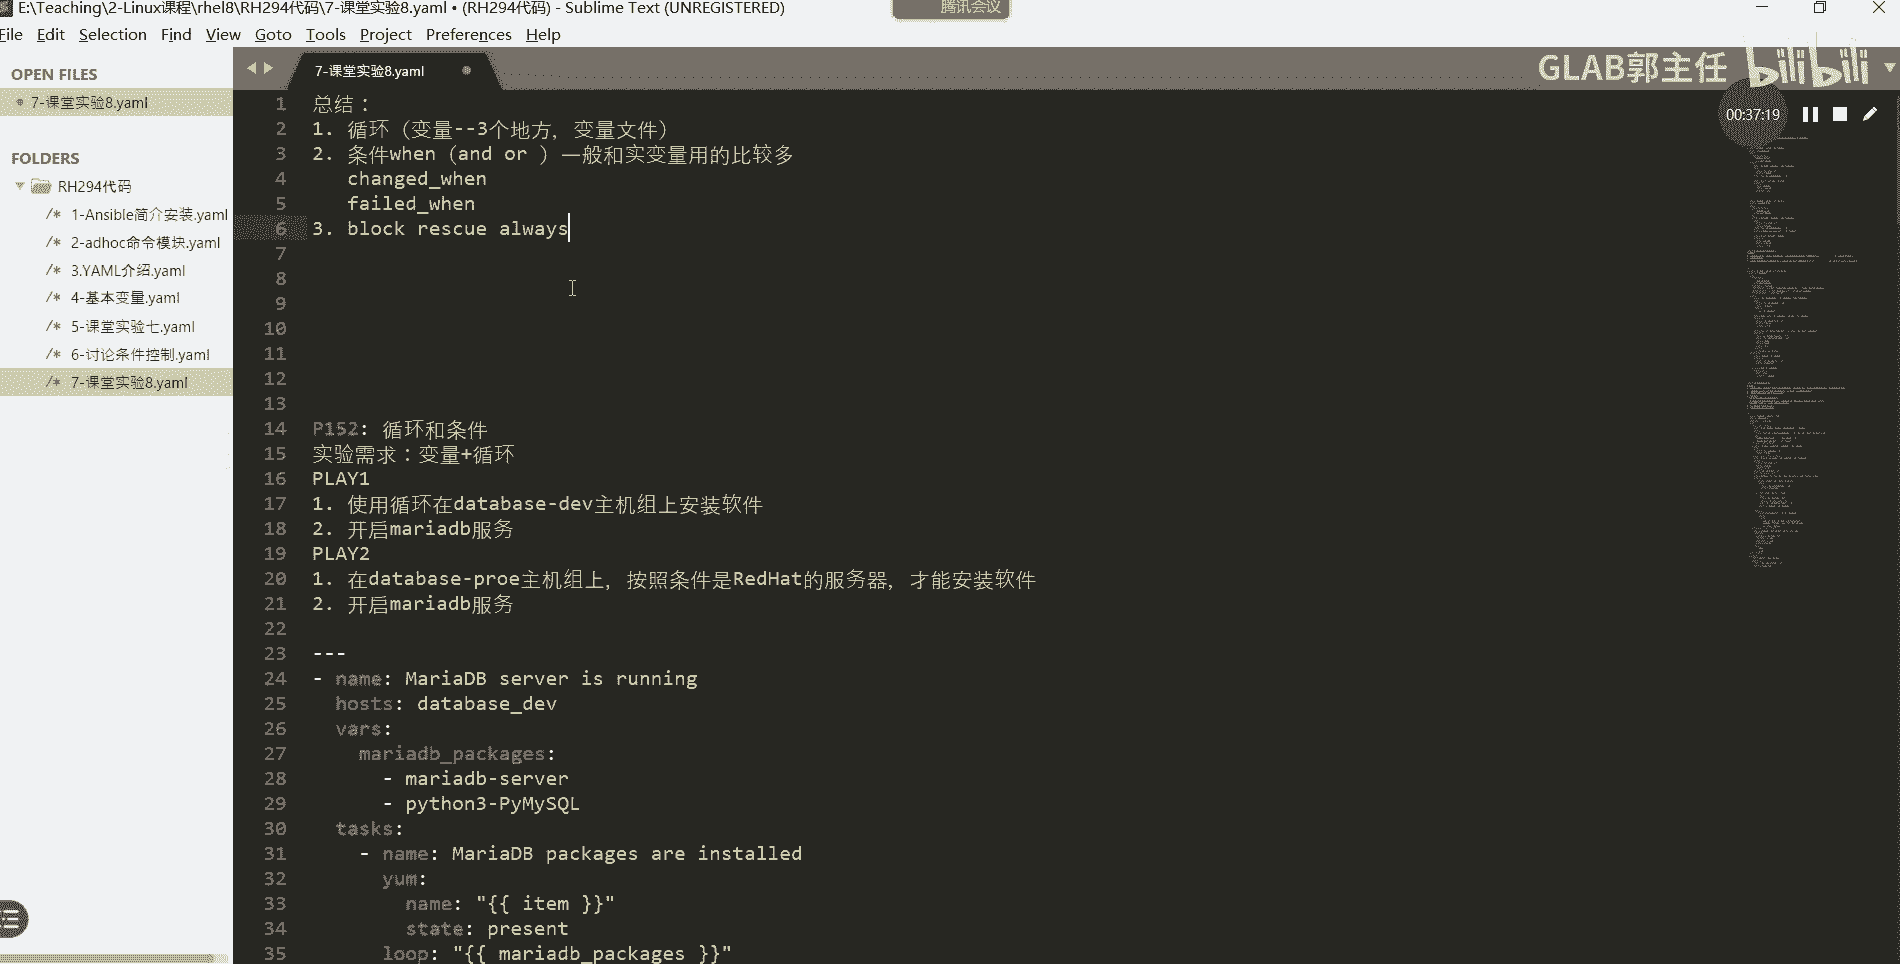 E:\Teaching\2-Linux课程\rhel8\RH294代码\7-课堂实验8.yaml • (RH294代码) - Sublime Text (UNREGISTERED)
腾讯会议
File Edit Selection Find View Goto Tools Project Preferences Help
OPEN FILES
7-课堂实验8.yaml
FOLDERS
RH294代码
/* 1-Ansible简介安装.yaml
/* 2-adhoc命令模块.yaml
/* 3.YAML介绍.yaml
/* 4-基本变量.yaml
/* 5-课堂实验七.yaml
/* 6-讨论条件控制.yaml
/* 7-课堂实验8.yaml
7-课堂实验8.yaml
GLAB郭主任 bilibili
00:37:19
1 总结：
2 1. 循环（变量--3个地方，变量文件）
3 2. 条件when（and or ）一般和实变量用的比较多
4 changed_when
5 failed_when
6 3. block rescue always
7
8
9
10
11
12
13
14 P152: 循环和条件
15 实验需求：变量+循环
16 PLAY1
17 1. 使用循环在database-dev主机组上安装软件
18 2. 开启mariadb服务
19 PLAY2
20 1. 在database-proe主机组上，按照条件是RedHat的服务器，才能安装软件
21 2. 开启mariadb服务
22
23 ---
24 - name: MariaDB server is running
25 hosts: database_dev
26 vars:
27 mariadb_packages:
28 - mariadb-server
29 - python3-PyMySQL
30 tasks:
31 - name: MariaDB packages are installed
32 yum:
33 name: "{{ item }}"
34 state: present
35 loop: "{{ mariadb_packages }}"